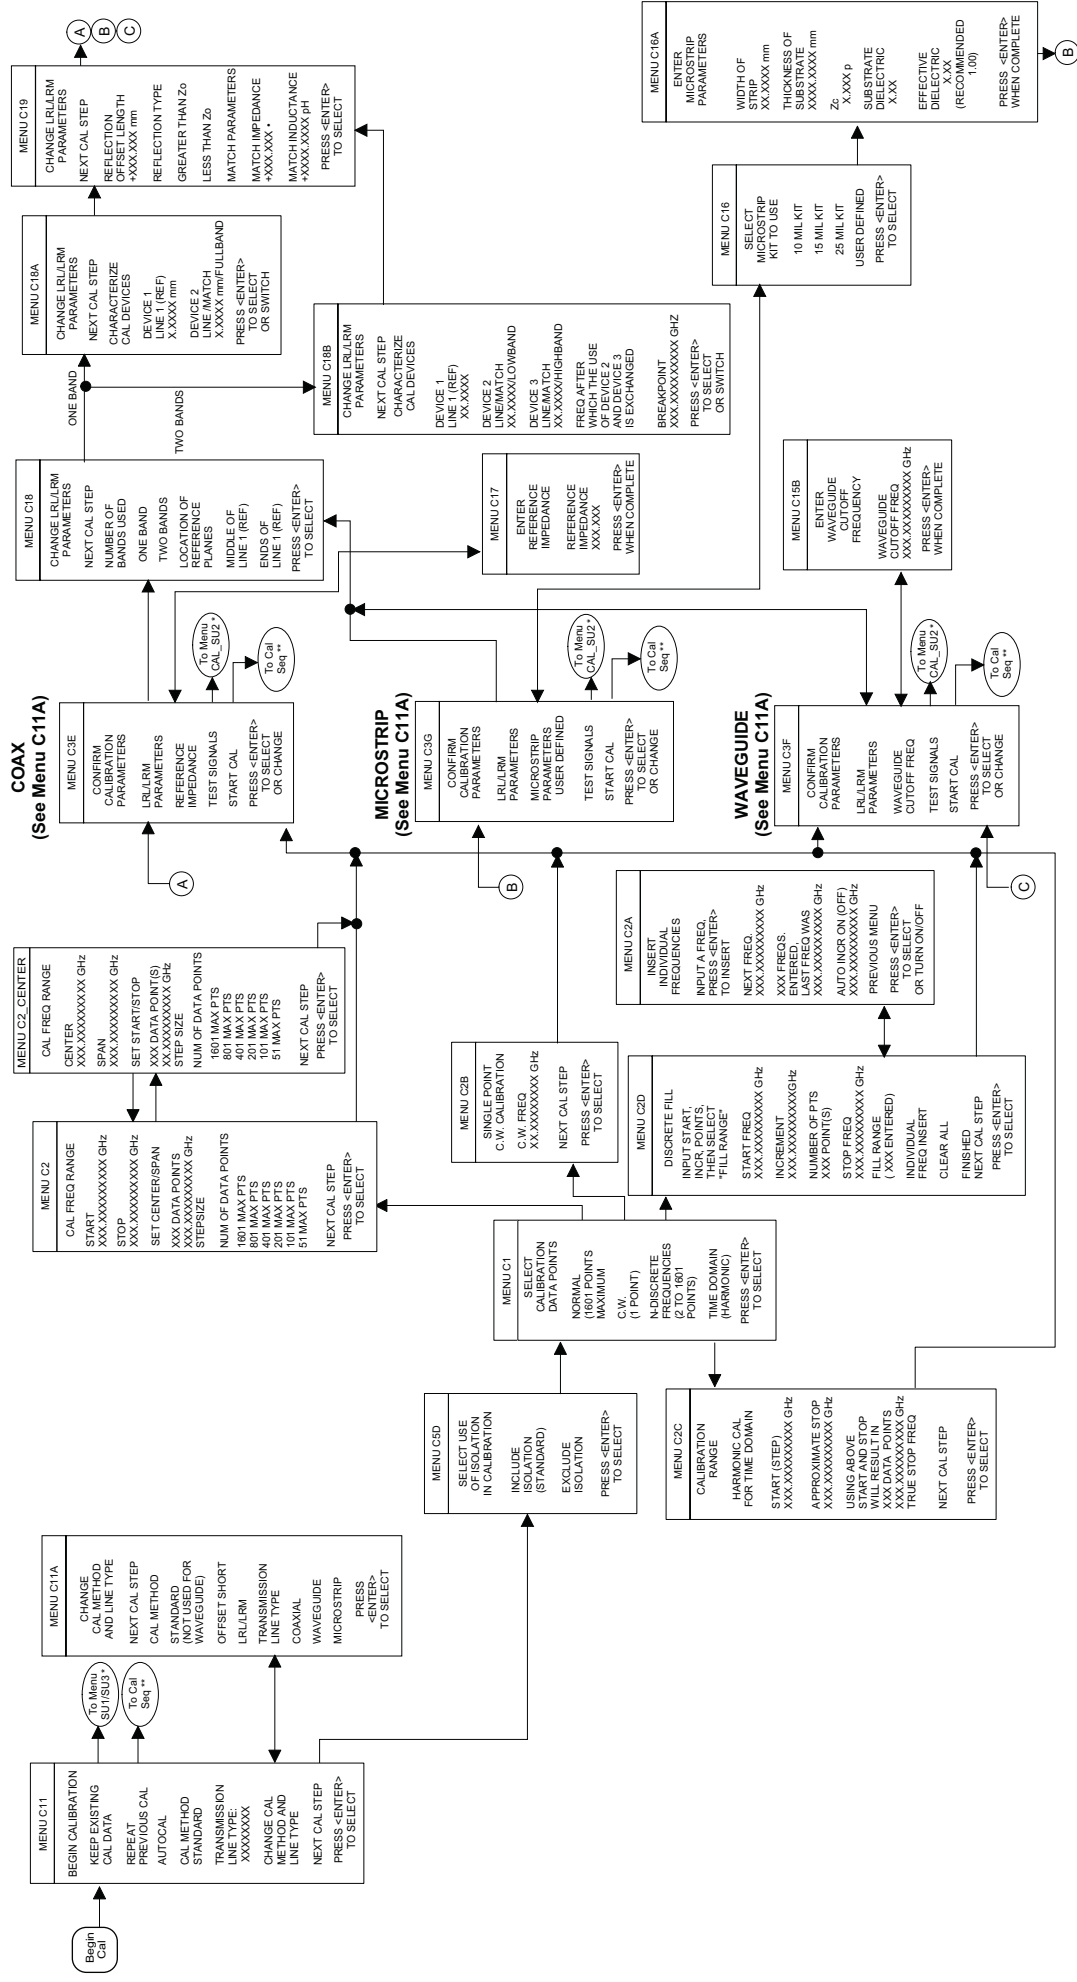 Begin
Cal
MENU C11
BEGIN CALIBRATION
KEEP EXISTING
CAL DATA
REPEAT
PREVIOUS CAL
AUTOCAL
CAL METHOD
STANDARD
TRANSMISSION
LINE TYPE:
XXXXXXXX
CHANGE CAL
METHOD AND
LINE TYPE
NEXT CAL STEP
PRESS <ENTER>
TO SELECT
To Menu
SU1/SU3 *
To Cal
Seq **
MENU C11A
CHANGE
CAL METHOD
AND LINE TYPE
NEXT CAL STEP
CAL METHOD
STANDARD
(NOT USED FOR
WAVEGUIDE)
OFFSET SHORT
LRL/LRM
TRANSMISSION
LINE TYPE
COAXIAL
WAVEGUIDE
MICROSTRIP
PRESS
<ENTER>
TO SELECT
MENU C5D
SELECT USE
OF ISOLATION
IN CALIBRATION
INCLUDE
ISOLATION
(STANDARD)
EXCLUDE
ISOLATION
PRESS <ENTER>
TO SELECT
MENU C1
SELECT
CALIBRATION
DATA POINTS
NORMAL
(1601 POINTS
MAXIMUM
C.W.
(1 POINT)
N-DISCRETE
FREQUENCIES
(2 TO 1601
POINTS)
TIME DOMAIN
(HARMONIC)
PRESS <ENTER>
TO SELECT
MENU C2C
CALIBRATION
RANGE
HARMONIC CAL
FOR TIME DOMAIN
START (STEP)
XXX.XXXXXXXXXX GHz
APPROXIMATE STOP
XXX.XXXXXXXXXX GHz
USING ABOVE
START AND STOP
WILL RESULT IN
XXX DATA POINTS
XXX.XXXXXXXXXX GHz
TRUE STOP FREQ
NEXT CAL STEP
PRESS <ENTER>
TO SELECT
MENU C2
CAL FREQ RANGE
START
XXX.XXXXXXXXXX GHz
STOP
XXX.XXXXXXXXXX GHz
SET CENTER/SPAN
XXX DATA POINTS
XXX.XXXXXXXXXX GHz
STEPSIZE
NUM OF DATA POINTS
1601 MAX PTS
801 MAX PTS
401 MAX PTS
201 MAX PTS
101 MAX PTS
51 MAX PTS
NEXT CAL STEP
PRESS <ENTER>
TO SELECT
MENU C2_CENTER
CAL FREQ RANGE
CENTER
XXX.XXXXXXXXXX GHz
SPAN
XXX.XXXXXXXXXX GHz
SET START/STOP
XXX DATA POINT(S)
XX.XXXXXXXXXX GHz
STEP SIZE
NUM OF DATA POINTS
1601 MAX PTS
801 MAX PTS
401 MAX PTS
201 MAX PTS
101 MAX PTS
51 MAX PTS
NEXT CAL STEP
PRESS <ENTER>
TO SELECT
MENU C2B
SINGLE POINT
C.W. CALIBRATION
C.W. FREQ
XX.XXXXXXXXXX GHz
NEXT CAL STEP
PRESS <ENTER>
TO SELECT
MENU C2D
DISCRETE FILL
INPUT START,
INCR, POINTS,
THEN SELECT
"FILL RANGE"
START FREQ
XXX.XXXXXXXXXX GHz
INCREMENT
XXX.XXXXXXXXXXGHz
NUMBER OF PTS
XXX POINT(S)
STOP FREQ
XXX.XXXXXXXXXX GHz
FILL RANGE
(XXX ENTERED)
INDIVIDUAL
FREQ INSERT
CLEAR ALL
FINISHED
NEXT CAL STEP
PRESS <ENTER>
TO SELECT
MENU C2A
INSERT
INDIVIDUAL
FREQUENCIES
INPUT A FREQ,
PRESS <ENTER>
TO INSERT
NEXT FREQ.
XXX.XXXXXXXXXX GHz
XXX FREQS.
ENTERED,
LAST FREQ WAS
XXX.XXXXXXXXXX GHz
AUTO INCR ON (OFF)
XXX.XXXXXXXXXX GHz
PREVIOUS MENU
PRESS <ENTER>
TO SELECT
OR TURN ON/OFF
A
B
C
COAX
(See Menu C11A)
MENU C3E
CONFIRM
CALIBRATION
PARAMETERS
LRL/LRM
PARAMETERS
REFERENCE
IMPEDANCE
TEST SIGNALS
START CAL
PRESS <ENTER>
TO SELECT
OR CHANGE
To Menu
CAL_SU2 *
To Cal
Seq **
MICROSTRIP
(See Menu C11A)
MENU C3G
CONFIRM
CALIBRATION
PARAMETERS
LRL/LRM
PARAMETERS
MICROSTRIP
PARAMETERS
USER DEFINED
TEST SIGNALS
START CAL
PRESS <ENTER>
TO SELECT
OR CHANGE
To Menu
CAL_SU2 *
To Cal
Seq **
WAVEGUIDE
(See Menu C11A)
MENU C3F
CONFIRM
CALIBRATION
PARAMETERS
LRL/LRM
PARAMETERS
WAVEGUIDE
CUTOFF FREQ
TEST SIGNALS
START CAL
PRESS <ENTER>
TO SELECT
OR CHANGE
To Menu
CAL_SU2 *
To Cal
Seq **
MENU C18
CHANGE LRL/LRM
PARAMETERS
NEXT CAL STEP
NUMBER OF
BANDS USED
ONE BAND
TWO BANDS
LOCATION OF
REFERENCE
PLANES
MIDDLE OF
LINE 1 (REF)
ENDS OF
LINE 1 (REF)
PRESS <ENTER>
TO SELECT
MENU C17
ENTER
REFERENCE
IMPEDANCE
REFERENCE
IMPEDANCE
XXX.XXX
PRESS <ENTER>
WHEN COMPLETE
MENU C15B
ENTER
WAVEGUIDE
CUTOFF
FREQUENCY
WAVEGUIDE
CUTOFF FREQ
XXX.XXXXXXXXXX GHz
PRESS <ENTER>
WHEN COMPLETE
ONE BAND
TWO BANDS
MENU C18A
CHANGE LRL/LRM
PARAMETERS
NEXT CAL STEP
CHARACTERIZE
CAL DEVICES
DEVICE 1
LINE 1 (REF)
X.XXXX mm
DEVICE 2
LINE /MATCH
X.XXXX mm/FULLBAND
PRESS <ENTER>
TO SELECT
OR SWITCH
MENU C18B
CHANGE LRL/LRM
PARAMETERS
NEXT CAL STEP
CHARACTERIZE
CAL DEVICES
DEVICE 1
LINE 1 (REF)
XX.XXXX
DEVICE 2
LINE/MATCH
XX.XXXX/LOWBAND
DEVICE 3
LINE/MATCH
XX.XXXX/HIGHBAND
FREQ AFTER
WHICH THE USE
OF DEVICE 2
AND DEVICE 3
IS EXCHANGED
BREAKPOINT
XXX.XXXXXXXXXX GHZ
PRESS <ENTER>
TO SELECT
OR SWITCH
MENU C19
CHANGE LRL/LRM
PARAMETERS
NEXT CAL STEP
REFLECTION
OFFSET LENGTH
+XXX.XXX mm
REFLECTION TYPE
GREATER THAN Zo
LESS THAN Zo
MATCH PARAMETERS
MATCH IMPEDANCE
+XXX.XXX •
MATCH INDUCTANCE
+XXXX.XXXX pH
PRESS <ENTER>
TO SELECT
A
B
C
MENU C16
SELECT
MICROSTRIP
KIT TO USE
10 MIL KIT
15 MIL KIT
25 MIL KIT
USER DEFINED
PRESS <ENTER>
TO SELECT
MENU C16A
ENTER
MICROSTRIP
PARAMETERS
WIDTH OF
STRIP
XX.XXXX mm
THICKNESS OF
SUBSTRATE
XXXX.XXXX mm
Zc
X.XXX p
SUBSTRATE
DIELECTRIC
X.XX
EFFECTIVE
DIELECTRIC
X.XX
(RECOMMENDED
1.00)
PRESS <ENTER>
WHEN COMPLETE
B